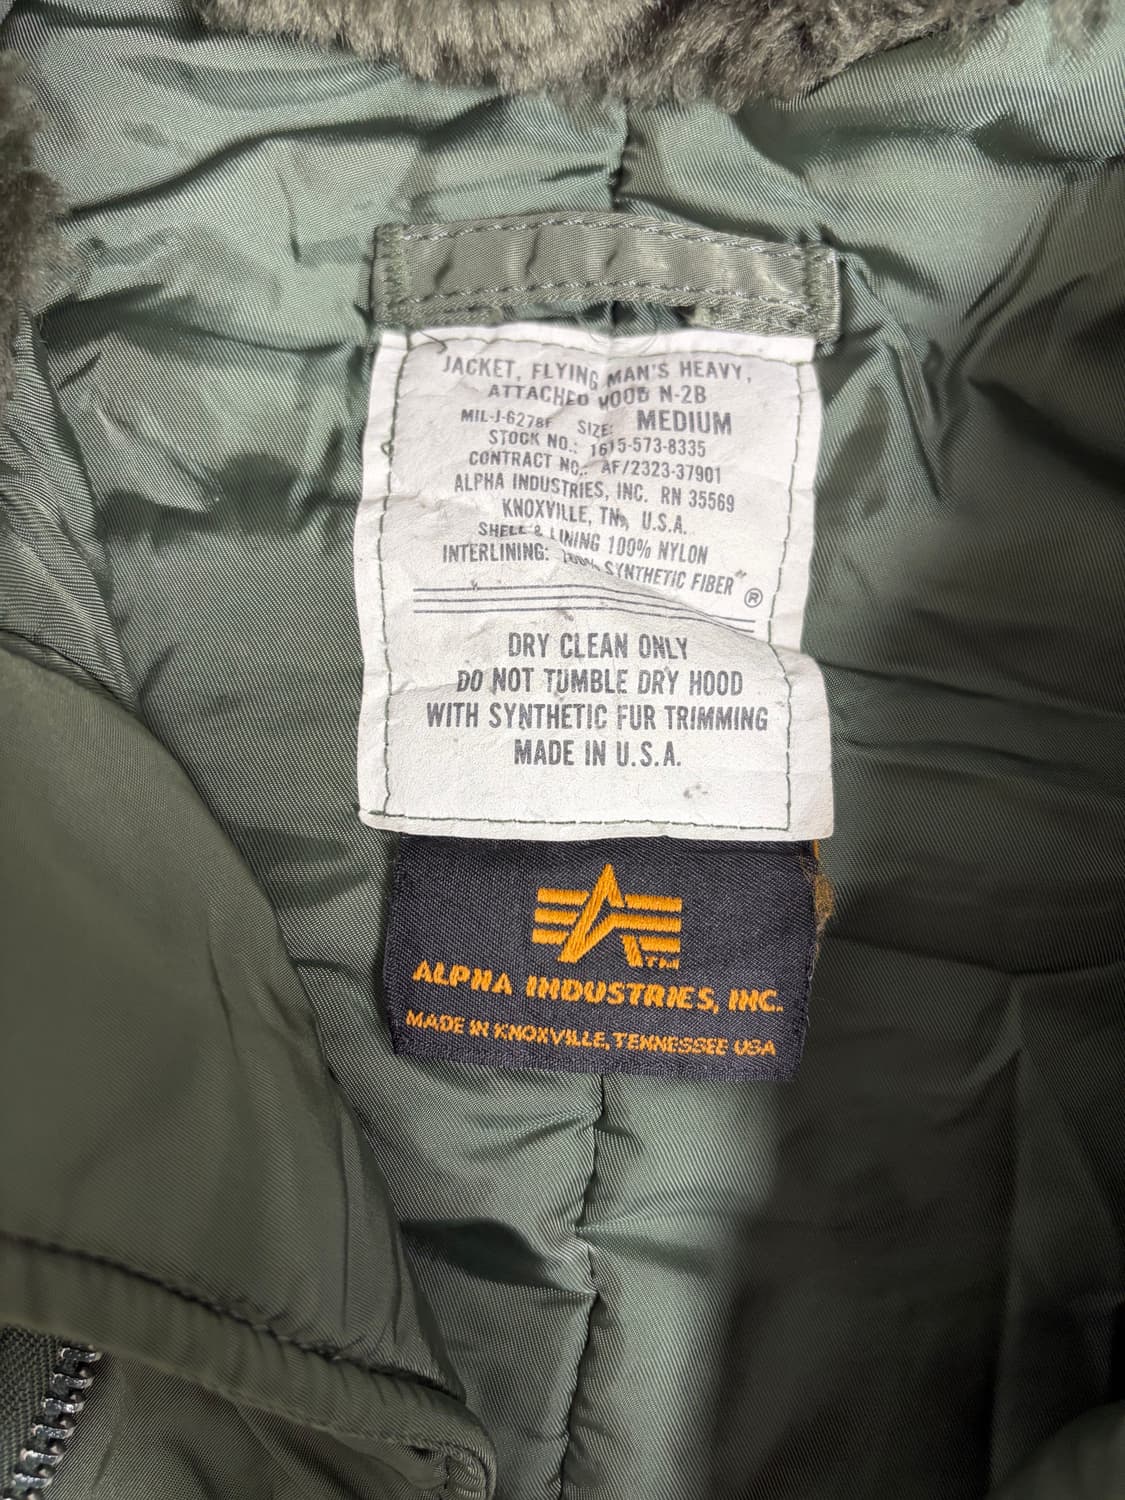 JACKET, FLYING MAN'S HEAVY,
ATTACHED HOOD N-2B
MIL-J-6278F SIZE: MEDIUM
STOCK NO.: 1615-573-8335
CONTRACT NO.: AF/2323-37901
ALPHA INDUSTRIES, INC. RN 35569
KNOXVILLE, TN, U.S.A.
SHELL & LINING 100% NYLON
INTERLINING: 100% SYNTHETIC FIBER
®
DRY CLEAN ONLY
DO NOT TUMBLE DRY HOOD
WITH SYNTHETIC FUR TRIMMING
MADE IN U.S.A.
TM
ALPHA INDUSTRIES, INC.
MADE IN KNOXVILLE, TENNESSEE USA